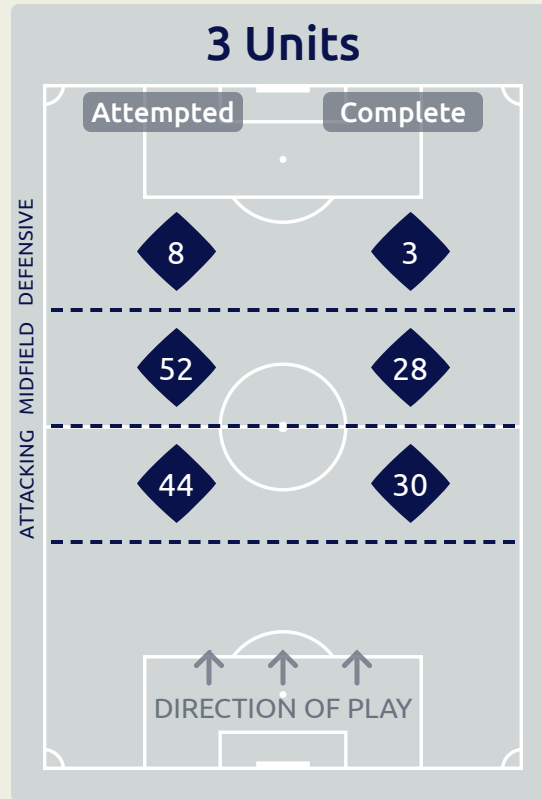 3 Units
Attempted
Complete
DEFENSIVE
8
3
MIDFIELD
52
28
ATTACKING
44
30
DIRECTION OF PLAY